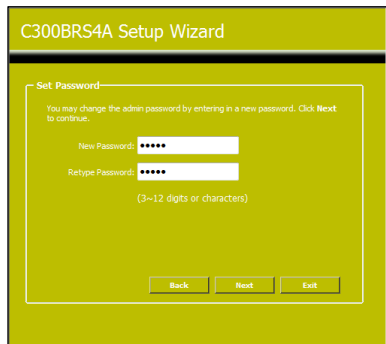 C300BRS4A Setup Wizard
Set Password
You may change the admin password by entering in a new password. Click Next
to continue.
New Password: •••••
Retype Password: •••••
(3~12 digits or characters)
Back Next Exit